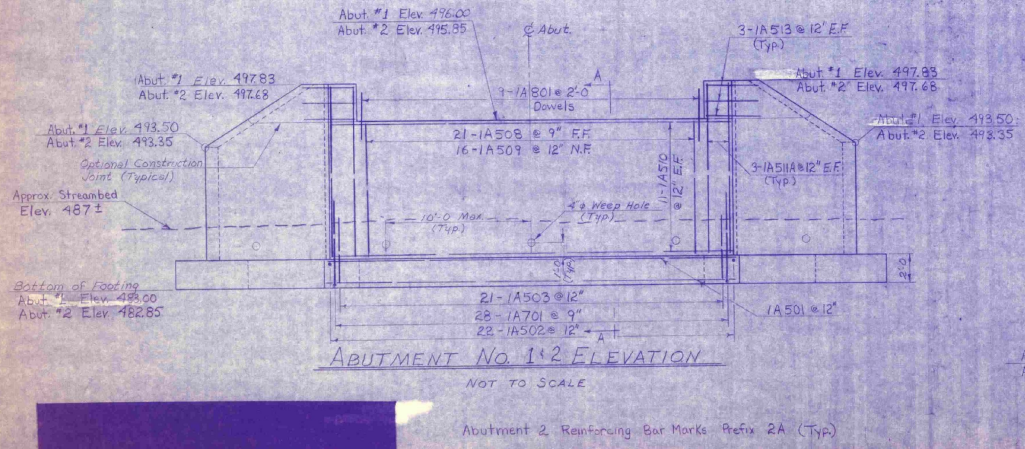 Abut. #1 Elev. 496.00
Abut. #2 Elev. 495.85
℄ Abut.
3-1A513 @ 12" E.F.
(Typ.)
Abut. #1 Elev. 497.83
Abut. #2 Elev. 497.68
A
9-1A801 @ 2'-0"
Dowels
Abut. #1 Elev. 497.83
Abut. #2 Elev. 497.68
Abut. #1 Elev. 493.50
Abut. #2 Elev. 493.35
21-1A508 @ 9" F.F.
16-1A509 @ 12" N.F.
Abut. #1 Elev. 493.50
Abut. #2 Elev. 493.35
Optional Construction
Joint (Typical)
11-1A510
@ 12" E.F.
3-1A511A@12" E.F.
(Typ.)
Approx. Streambed
Elev. 487±
10'-0 Max.
(Typ.)
4"ϕ Weep Hole
(Typ.)
1'-0
(Typ.)
2'-0
Bottom of Footing
Abut. #1 Elev. 483.00
Abut. #2 Elev. 482.85
21-1A503 @ 12"
28-1A701 @ 9"
22-1A502 @ 12"
A
1A501 @ 12"
ABUTMENT NO. 1 & 2 ELEVATION
NOT TO SCALE
Abutment 2 Reinforcing Bar Marks Prefix 2A (Typ.)